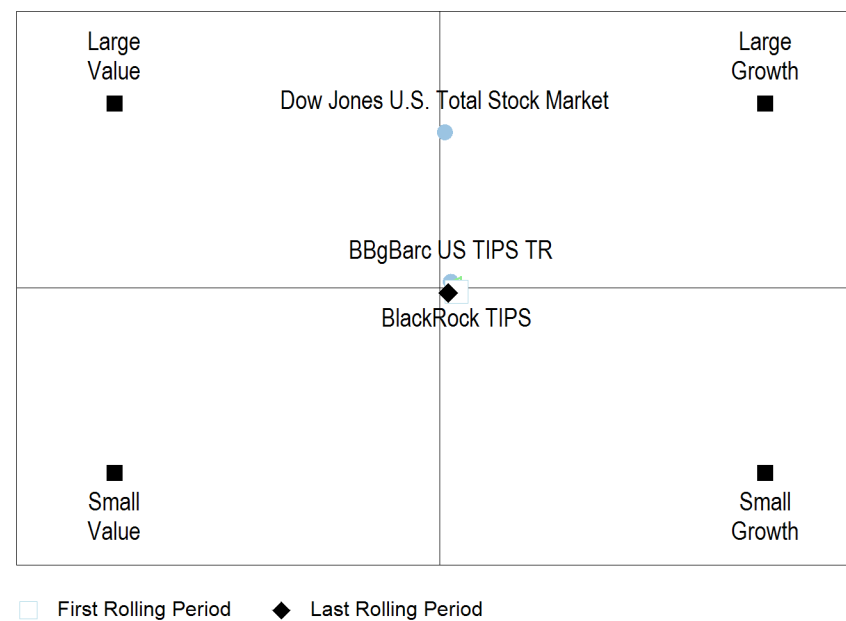 Large
Value
Large
Growth
Dow Jones U.S. Total Stock Market
BBgBarc US TIPS TR
BlackRock TIPS
Small
Value
Small
Growth
First Rolling Period
Last Rolling Period